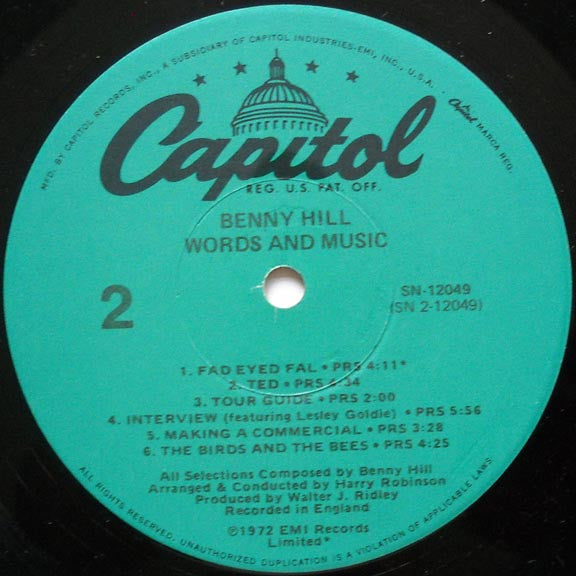 MFD. BY CAPITOL RECORDS, INC., A SUBSIDIARY OF CAPITOL INDUSTRIES-EMI, INC., U.S.A. • Capitol MARCA REG.
Capitol
REG. U.S. PAT. OFF.
BENNY HILL
WORDS AND MUSIC
2
SN-12049
(SN 2-12049)
1. FAD EYED FAL • PRS 4:11*
2. TED • PRS 4:34
3. TOUR GUIDE • PRS 2:00
4. INTERVIEW (featuring Lesley Goldie) • PRS 5:56
5. MAKING A COMMERCIAL • PRS 3:28
6. THE BIRDS AND THE BEES • PRS 4:25
All Selections Composed by Benny Hill
Arranged & Conducted by Harry Robinson
Produced by Walter J. Ridley
Recorded in England
℗1972 EMI Records
Limited*
ALL RIGHTS RESERVED. UNAUTHORIZED DUPLICATION IS A VIOLATION OF APPLICABLE LAWS.